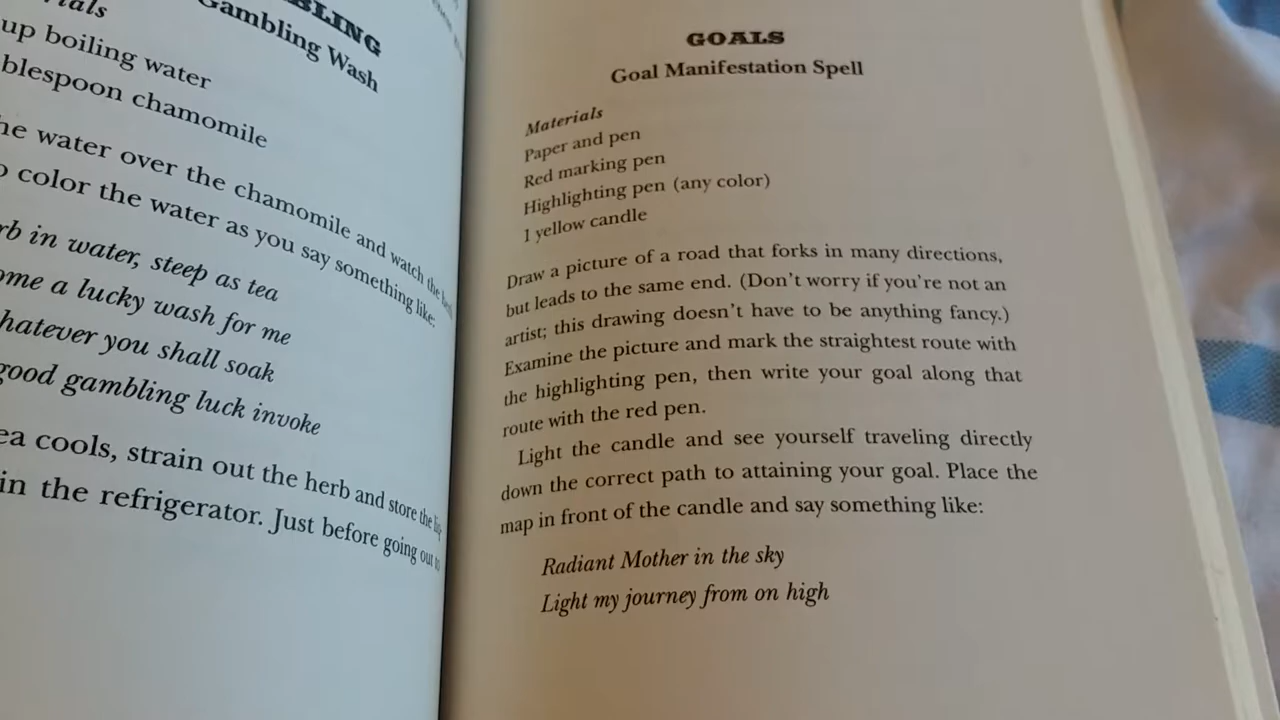 BLING
Gambling Wash
up boiling water
blespoon chamomile
he water over the chamomile and watch the
o color the water as you say something like:
rb in water, steep as tea
ome a lucky wash for me
hatever you shall soak
good gambling luck invoke
ea cools, strain out the herb and store the
in the refrigerator. Just before going out
GOALS
Goal Manifestation Spell
Materials
Paper and pen
Red marking pen
Highlighting pen (any color)
1 yellow candle
Draw a picture of a road that forks in many directions,
but leads to the same end. (Don't worry if you're not an
artist; this drawing doesn't have to be anything fancy.)
Examine the picture and mark the straightest route with
the highlighting pen, then write your goal along that
route with the red pen.
Light the candle and see yourself traveling directly
down the correct path to attaining your goal. Place the
map in front of the candle and say something like:
Radiant Mother in the sky
Light my journey from on high